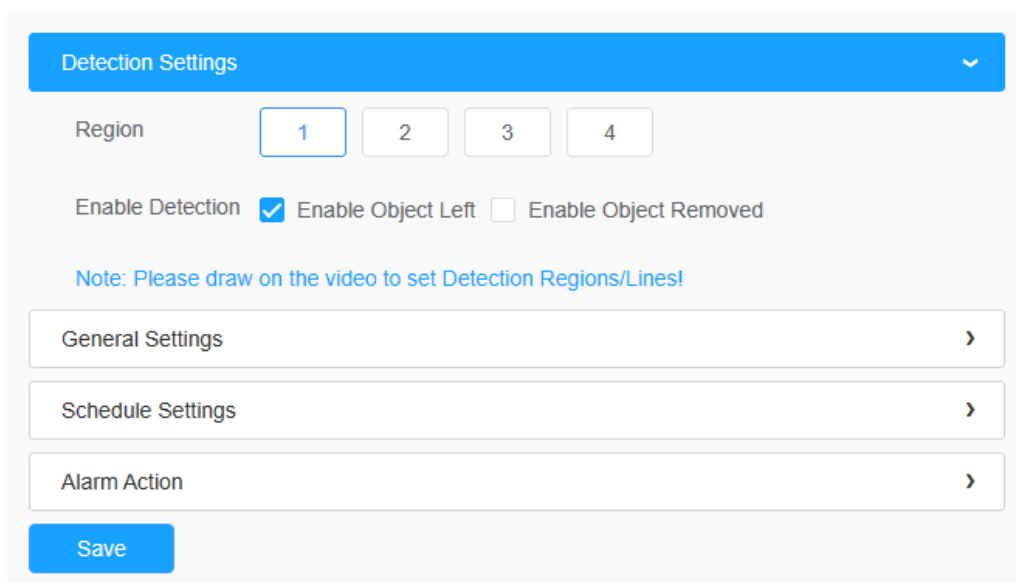 Detection Settings
Region 1 2 3 4
Enable Detection Enable Object Left Enable Object Removed
Note: Please draw on the video to set Detection Regions/Lines!
General Settings
Schedule Settings
Alarm Action
Save